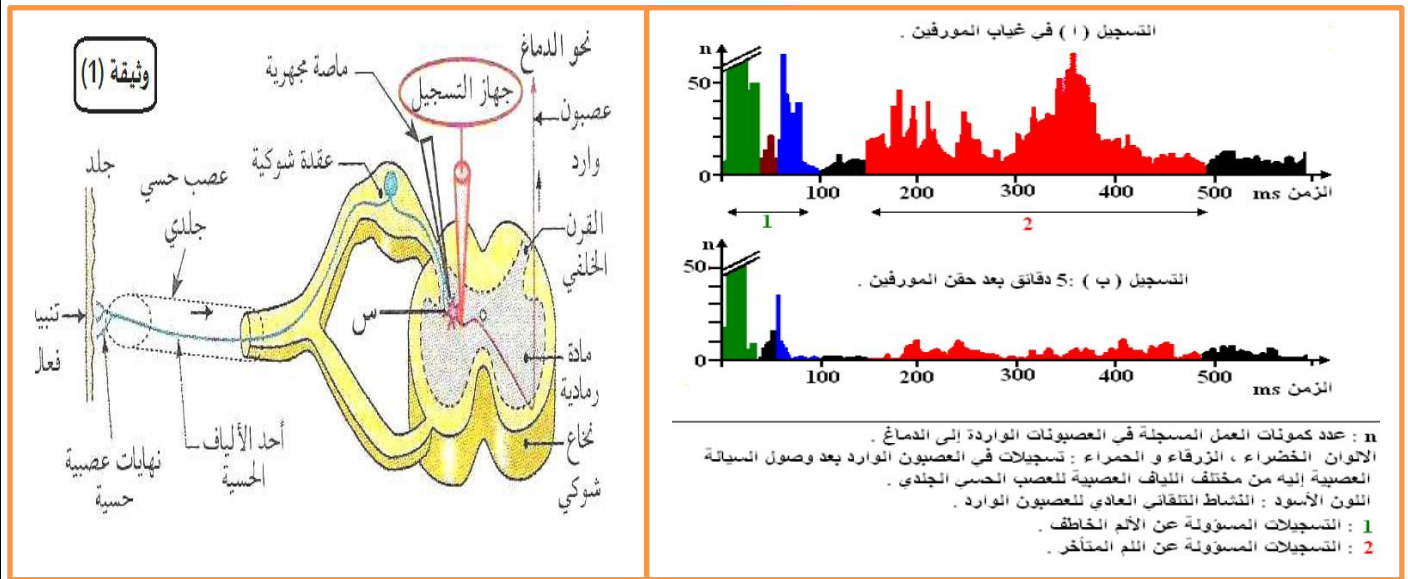 وثيقة (1)
نحو الدماغ
ماصة مجهرية
جهاز التسجيل
عصبون
وارد
عقدة شوكية
جلد
عصب حسي
جلدي
القرن
الخلفي
س
تنبيه
فعال
مادة
رمادية
نخاع
شوكي
أحد الألياف
الحسية
نهايات عصبية
حسية
التسجيل ( ا ) في غياب المورفين .
n
50
0
100
200
300
400
500
ms الزمن
1
2
n
التسجيل ( ب ) :5 دقائق بعد حقن المورفين .
50
0
100
200
300
400
500
ms الزمن
n : عدد كمونات العمل المسجلة في العصبونات الواردة إلى الدماغ .
الالوان الخضراء ، الزرقاء و الحمراء : تسجيلات في العصبون الوارد بعد وصول السيالة
العصبية إليه من مختلف اللياف العصبية للعصب الحسي الجلدي .
اللون الأسود : النشاط التلقائي العادي للعصبون الوارد .
1 : التسجيلات المسؤولة عن الألم الخاطف .
2 : التسجيلات المسؤولة عن اللم المتأخر .